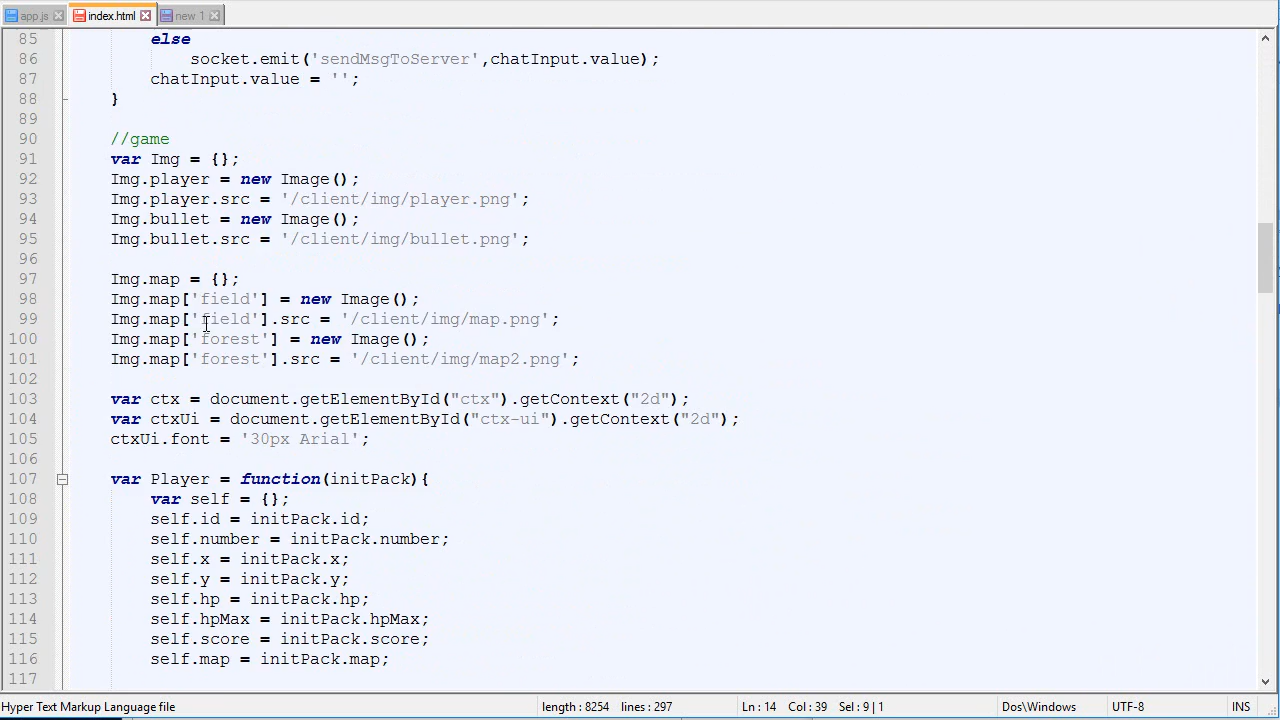 app.js index.html new 1
85 else
86 socket.emit('sendMsgToServer',chatInput.value);
87 chatInput.value = '';
88 }
89
90 //game
91 var Img = {};
92 Img.player = new Image();
93 Img.player.src = '/client/img/player.png';
94 Img.bullet = new Image();
95 Img.bullet.src = '/client/img/bullet.png';
96
97 Img.map = {};
98 Img.map['field'] = new Image();
99 Img.map['field'].src = '/client/img/map.png';
100 Img.map['forest'] = new Image();
101 Img.map['forest'].src = '/client/img/map2.png';
102
103 var ctx = document.getElementById("ctx").getContext("2d");
104 var ctxUi = document.getElementById("ctx-ui").getContext("2d");
105 ctxUi.font = '30px Arial';
106
107 var Player = function(initPack){
108 var self = {};
109 self.id = initPack.id;
110 self.number = initPack.number;
111 self.x = initPack.x;
112 self.y = initPack.y;
113 self.hp = initPack.hp;
114 self.hpMax = initPack.hpMax;
115 self.score = initPack.score;
116 self.map = initPack.map;
117
Hyper Text Markup Language file length : 8254 lines : 297 Ln : 14 Col : 39 Sel : 9 | 1 Dos\Windows UTF-8 INS